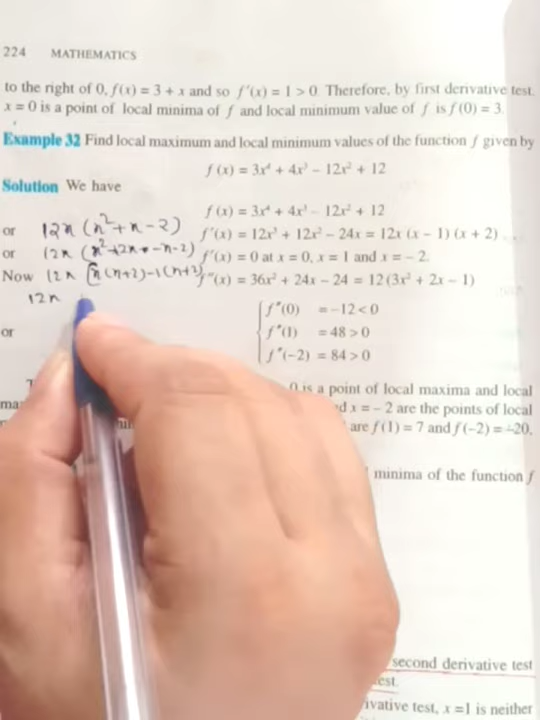 224 MATHEMATICS
to the right of 0, f(x) = 3 + x and so f′(x) = 1 > 0. Therefore, by first derivative test,
x = 0 is a point of local minima of f and local minimum value of f is f(0) = 3.
Example 32 Find local maximum and local minimum values of the function f given by
f (x) = 3x⁴ + 4x³ – 12x² + 12
Solution We have
f (x) = 3x⁴ + 4x³ – 12x² + 12
or 12x (x²+x-2) f′(x) = 12x³ + 12x² – 24x = 12x (x – 1) (x + 2)
or 12x (x²+2x-x-2) f′(x) = 0 at x = 0, x = 1 and x = – 2.
Now 12x [x(x+2)-1(x+2) f″(x) = 36x² + 24x – 24 = 12 (3x² + 2x – 1)
12x
f″(0) = –12 < 0
or f″(1) = 48 > 0
f″(–2) = 84 > 0
0 is a point of local maxima and local
x = – 2 are the points of local
are f(1) = 7 and f(–2) = –20,
minima of the function f
second derivative test
test.
test, x =1 is neither